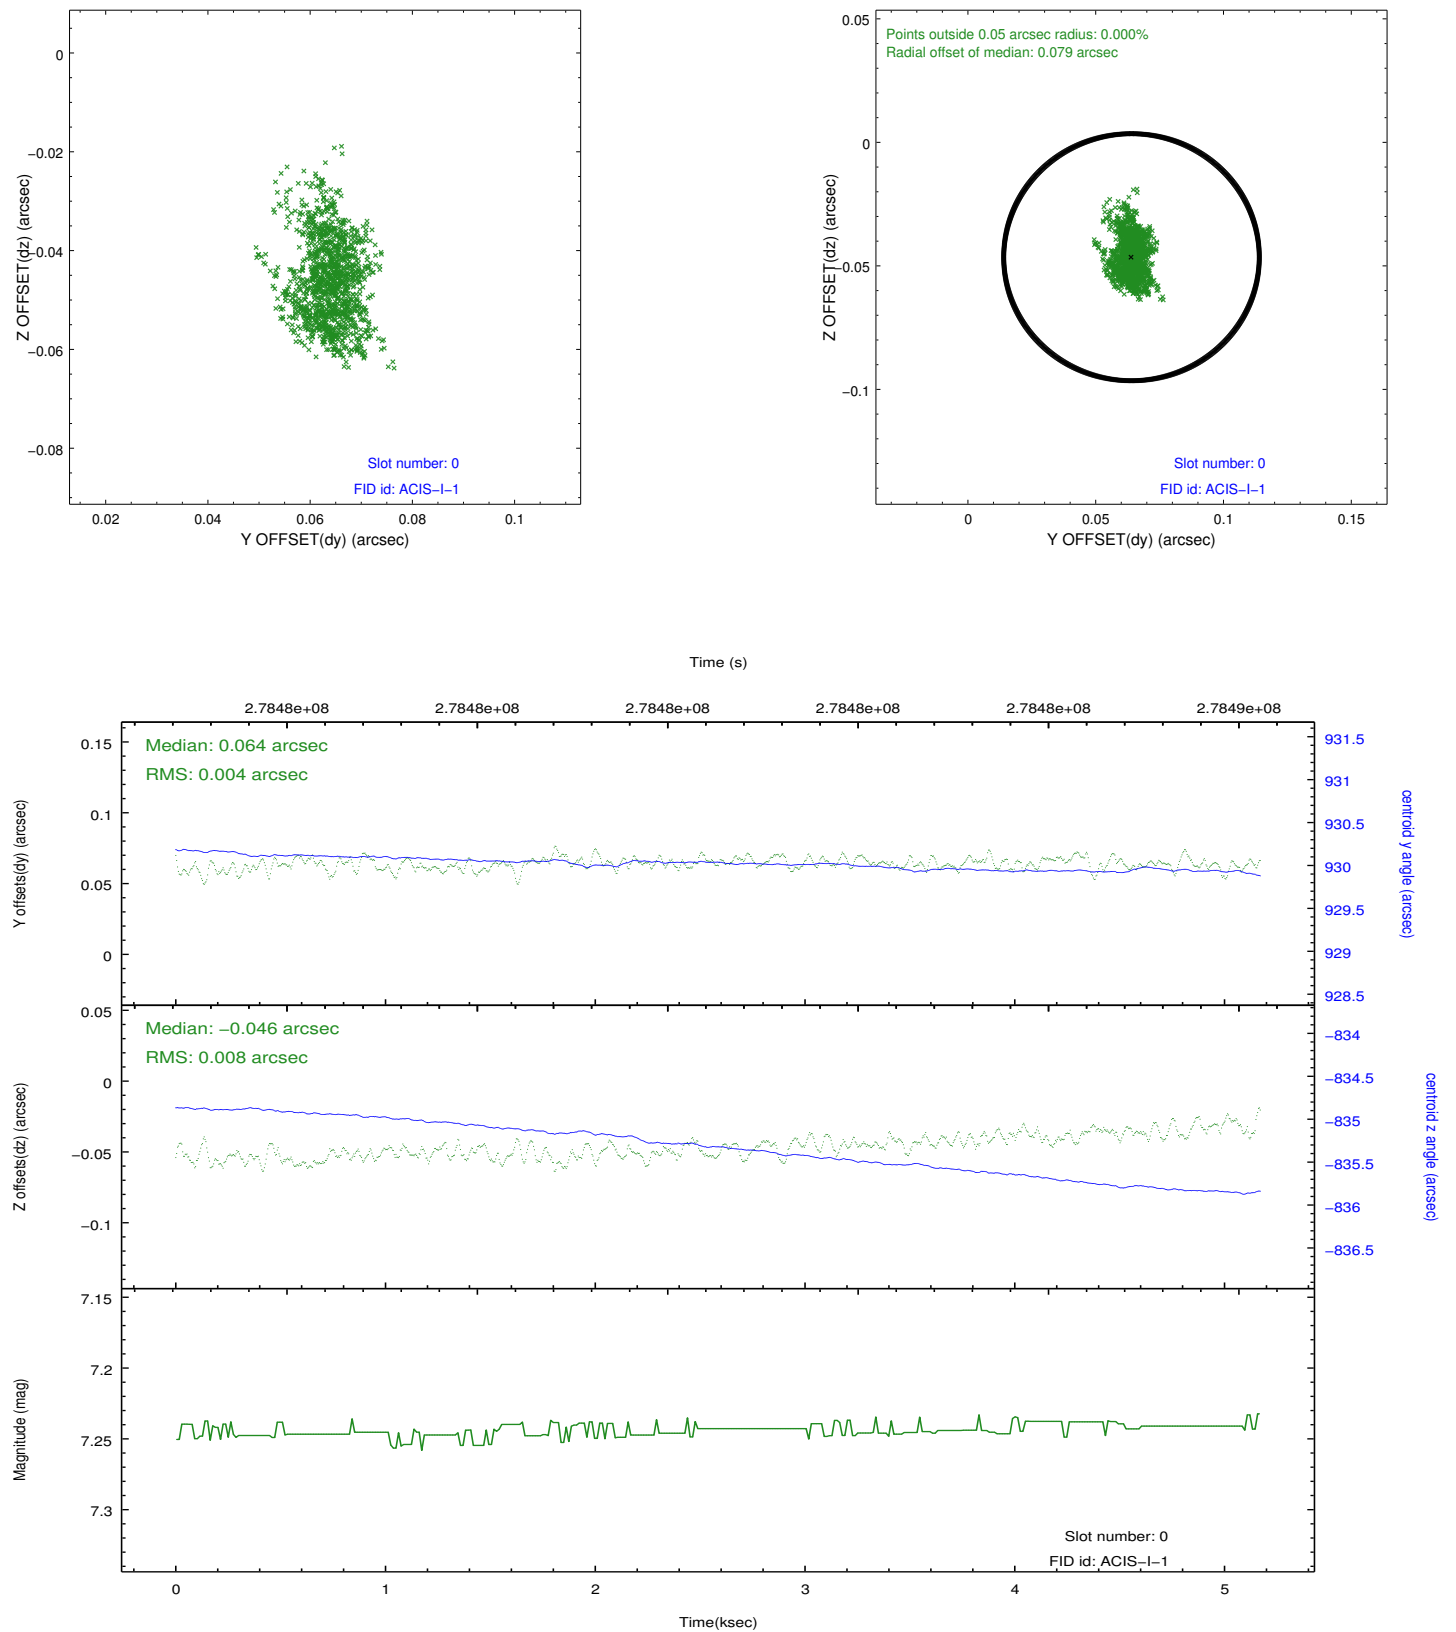 0
−0.02
−0.04
−0.06
−0.08
Z OFFSET(dz) (arcsec)
Slot number: 0
FID id: ACIS−I−1
0.02
0.04
0.06
0.08
0.1
Y OFFSET(dy) (arcsec)
Points outside 0.05 arcsec radius: 0.000%
Radial offset of median: 0.079 arcsec
0.05
0
−0.05
−0.1
Z OFFSET(dz) (arcsec)
Slot number: 0
FID id: ACIS−I−1
0
0.05
0.1
0.15
Y OFFSET(dy) (arcsec)
Time (s)
2.7848e+08
2.7848e+08
2.7848e+08
2.7848e+08
2.7848e+08
2.7849e+08
Median: 0.064 arcsec
RMS: 0.004 arcsec
0.15
0.1
0.05
0
Y offsets(dy) (arcsec)
931.5
931
930.5
930
929.5
929
928.5
centroid y angle (arcsec)
Median: −0.046 arcsec
RMS: 0.008 arcsec
0.05
0
−0.05
−0.1
Z offsets(dz) (arcsec)
−834
−834.5
−835
−835.5
−836
−836.5
centroid z angle (arcsec)
7.15
7.2
7.25
7.3
Magnitude (mag)
Slot number: 0
FID id: ACIS−I−1
0
1
2
3
4
5
Time(ksec)